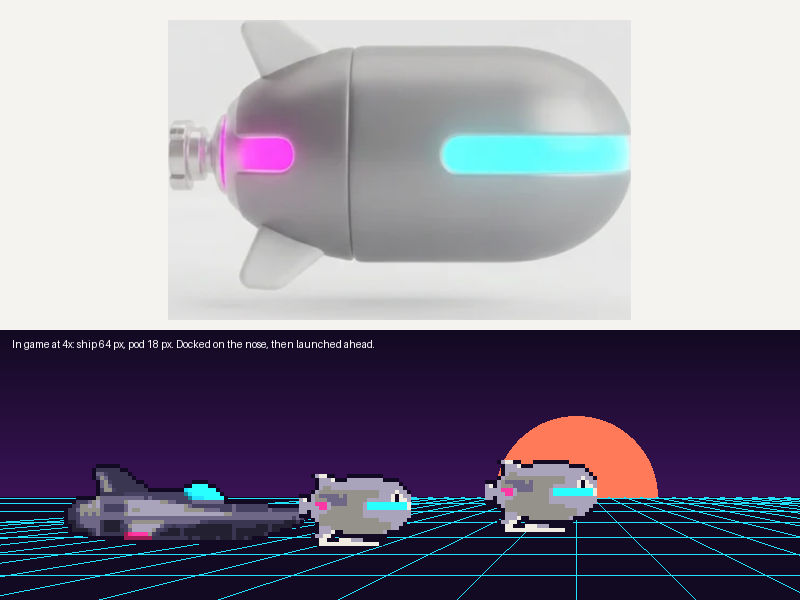 In game at 4x: ship 64 px, pod 18 px. Docked on the nose, then launched ahead.